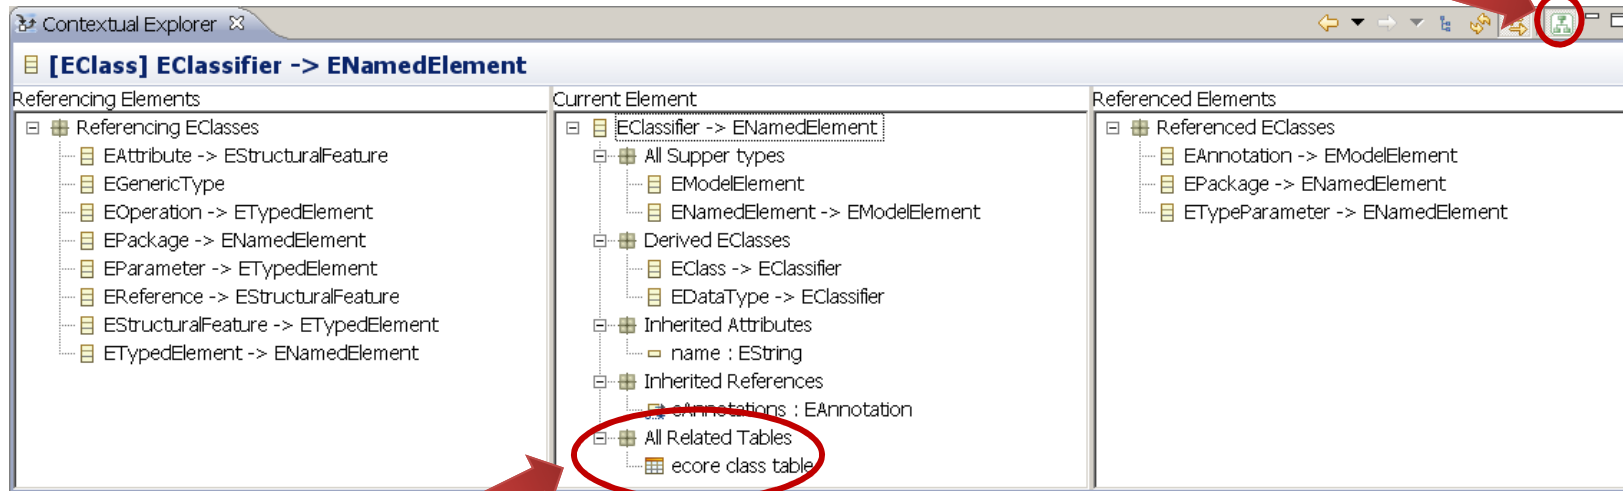 Contextual Explorer
[EClass] EClassifier -> ENamedElement
Referencing Elements
Referencing EClasses
EAttribute -> EStructuralFeature
EGenericType
EOperation -> ETypedElement
EPackage -> ENamedElement
EParameter -> ETypedElement
EReference -> EStructuralFeature
EStructuralFeature -> ETypedElement
ETypedElement -> ENamedElement
Current Element
EClassifier -> ENamedElement
All Supper types
EModelElement
ENamedElement -> EModelElement
Derived EClasses
EClass -> EClassifier
EDataType -> EClassifier
Inherited Attributes
name : EString
Inherited References
eAnnotations : EAnnotation
All Related Tables
ecore class table
Referenced Elements
Referenced EClasses
EAnnotation -> EModelElement
EPackage -> ENamedElement
ETypeParameter -> ENamedElement